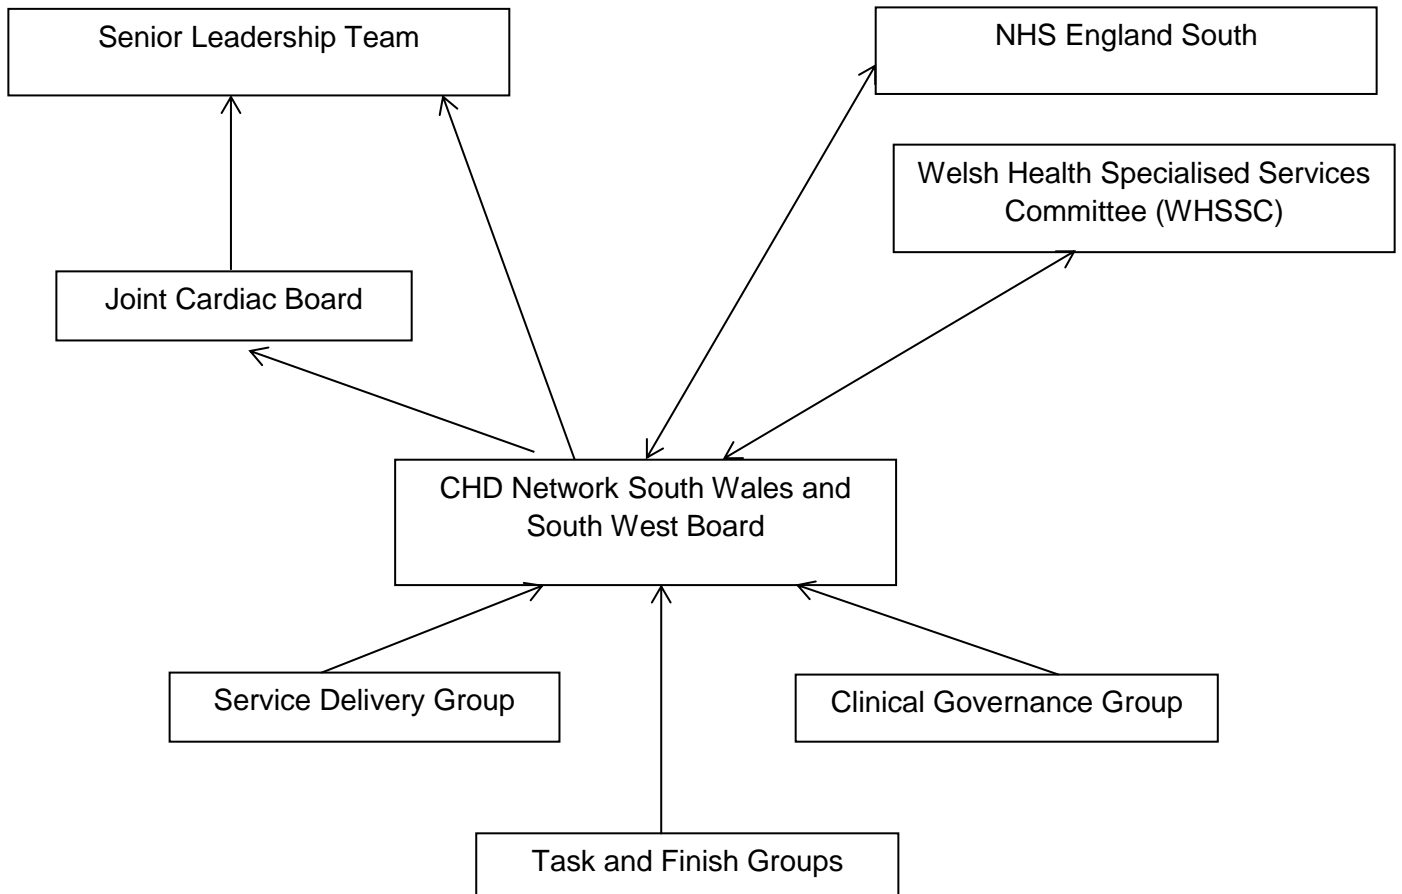 Senior Leadership Team
NHS England South
Welsh Health Specialised Services
Committee (WHSSC)
Joint Cardiac Board
CHD Network South Wales and
South West Board
Service Delivery Group
Clinical Governance Group
Task and Finish Groups